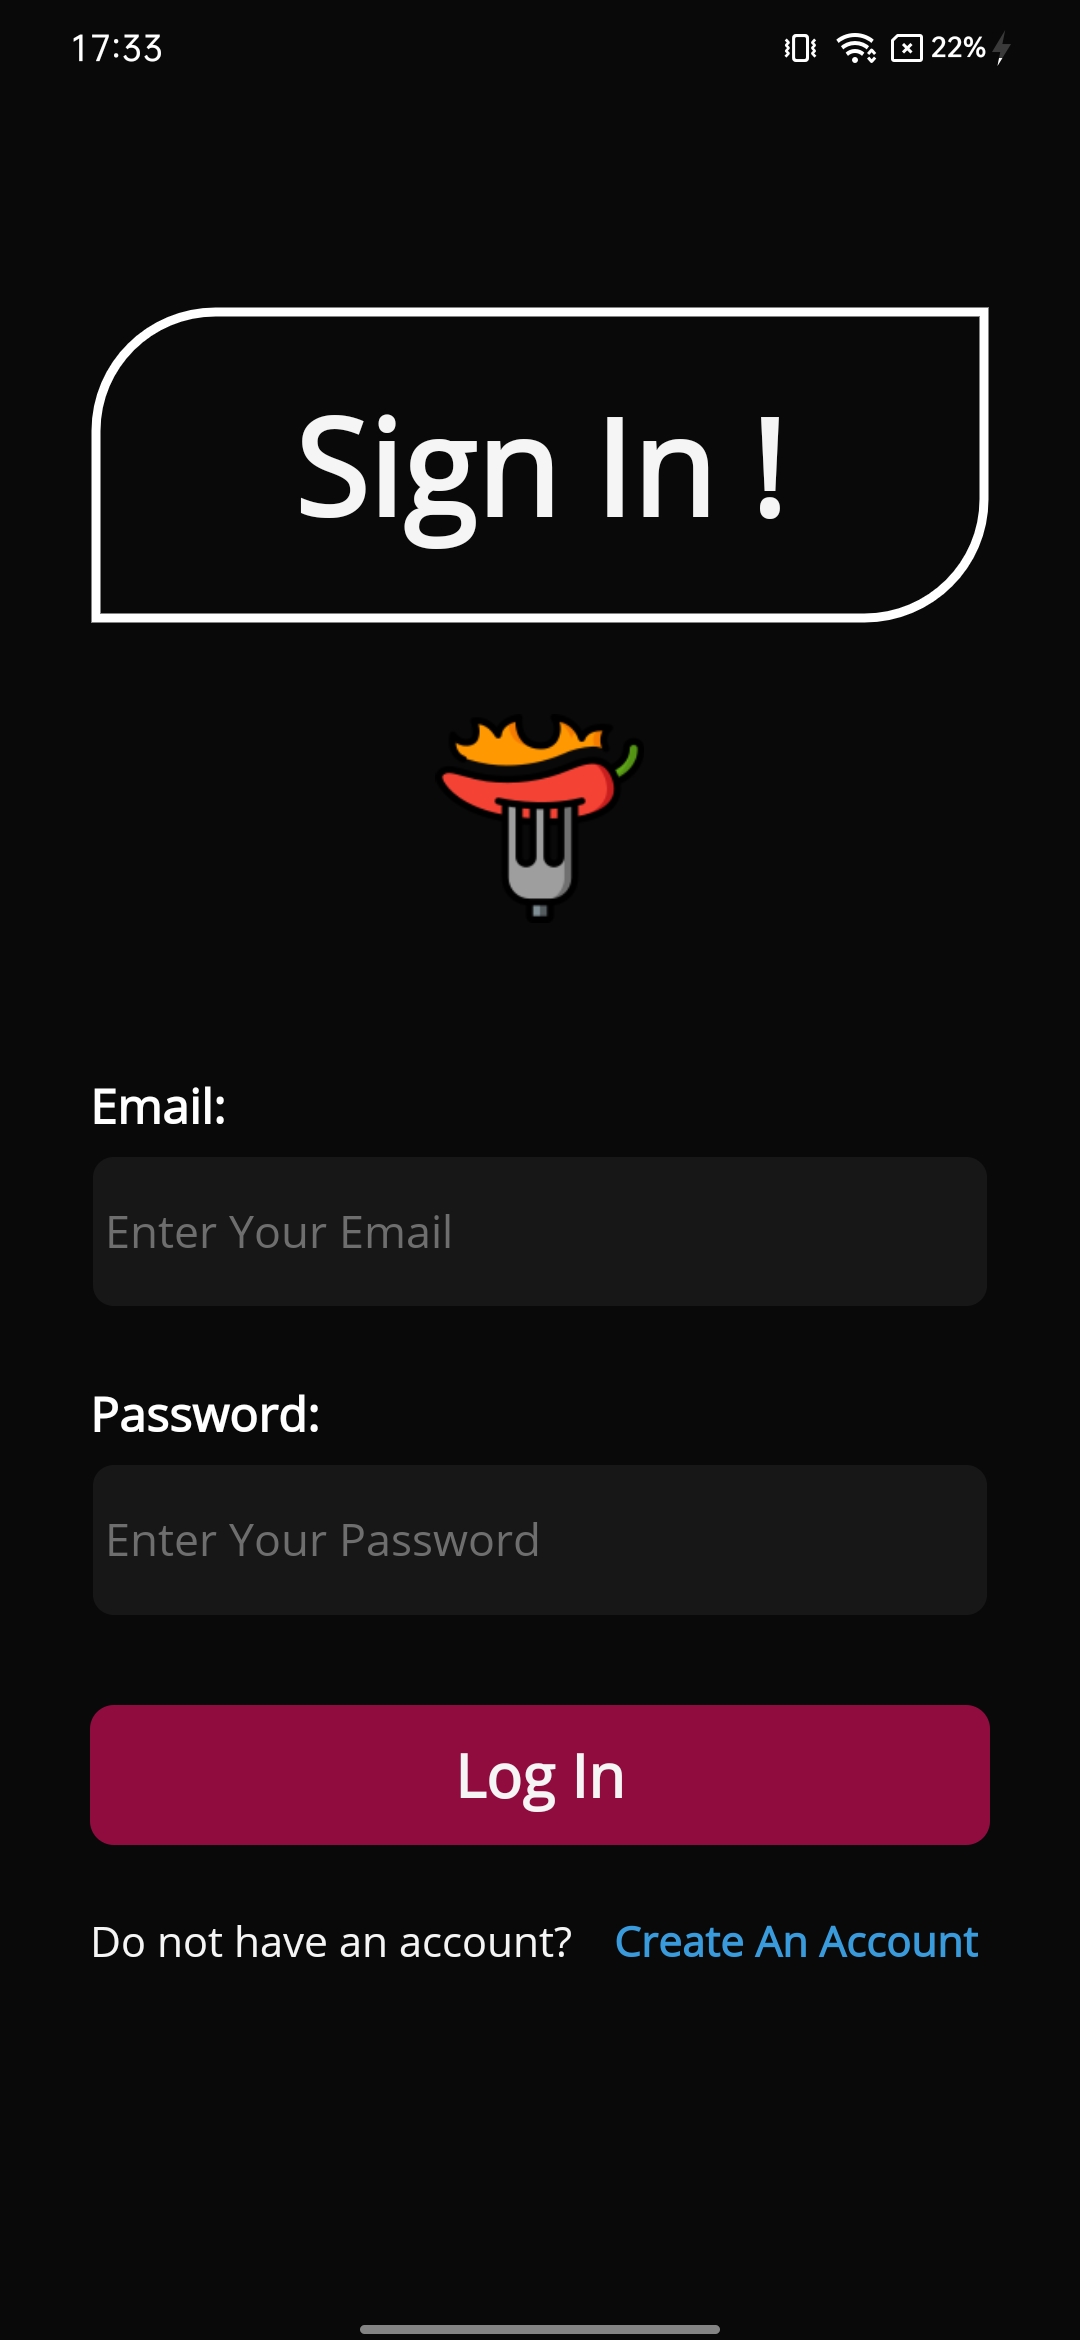 17:33 22%
Sign In !
Email:
Enter Your Email
Password:
Enter Your Password
Log In
Do not have an account? Create An Account